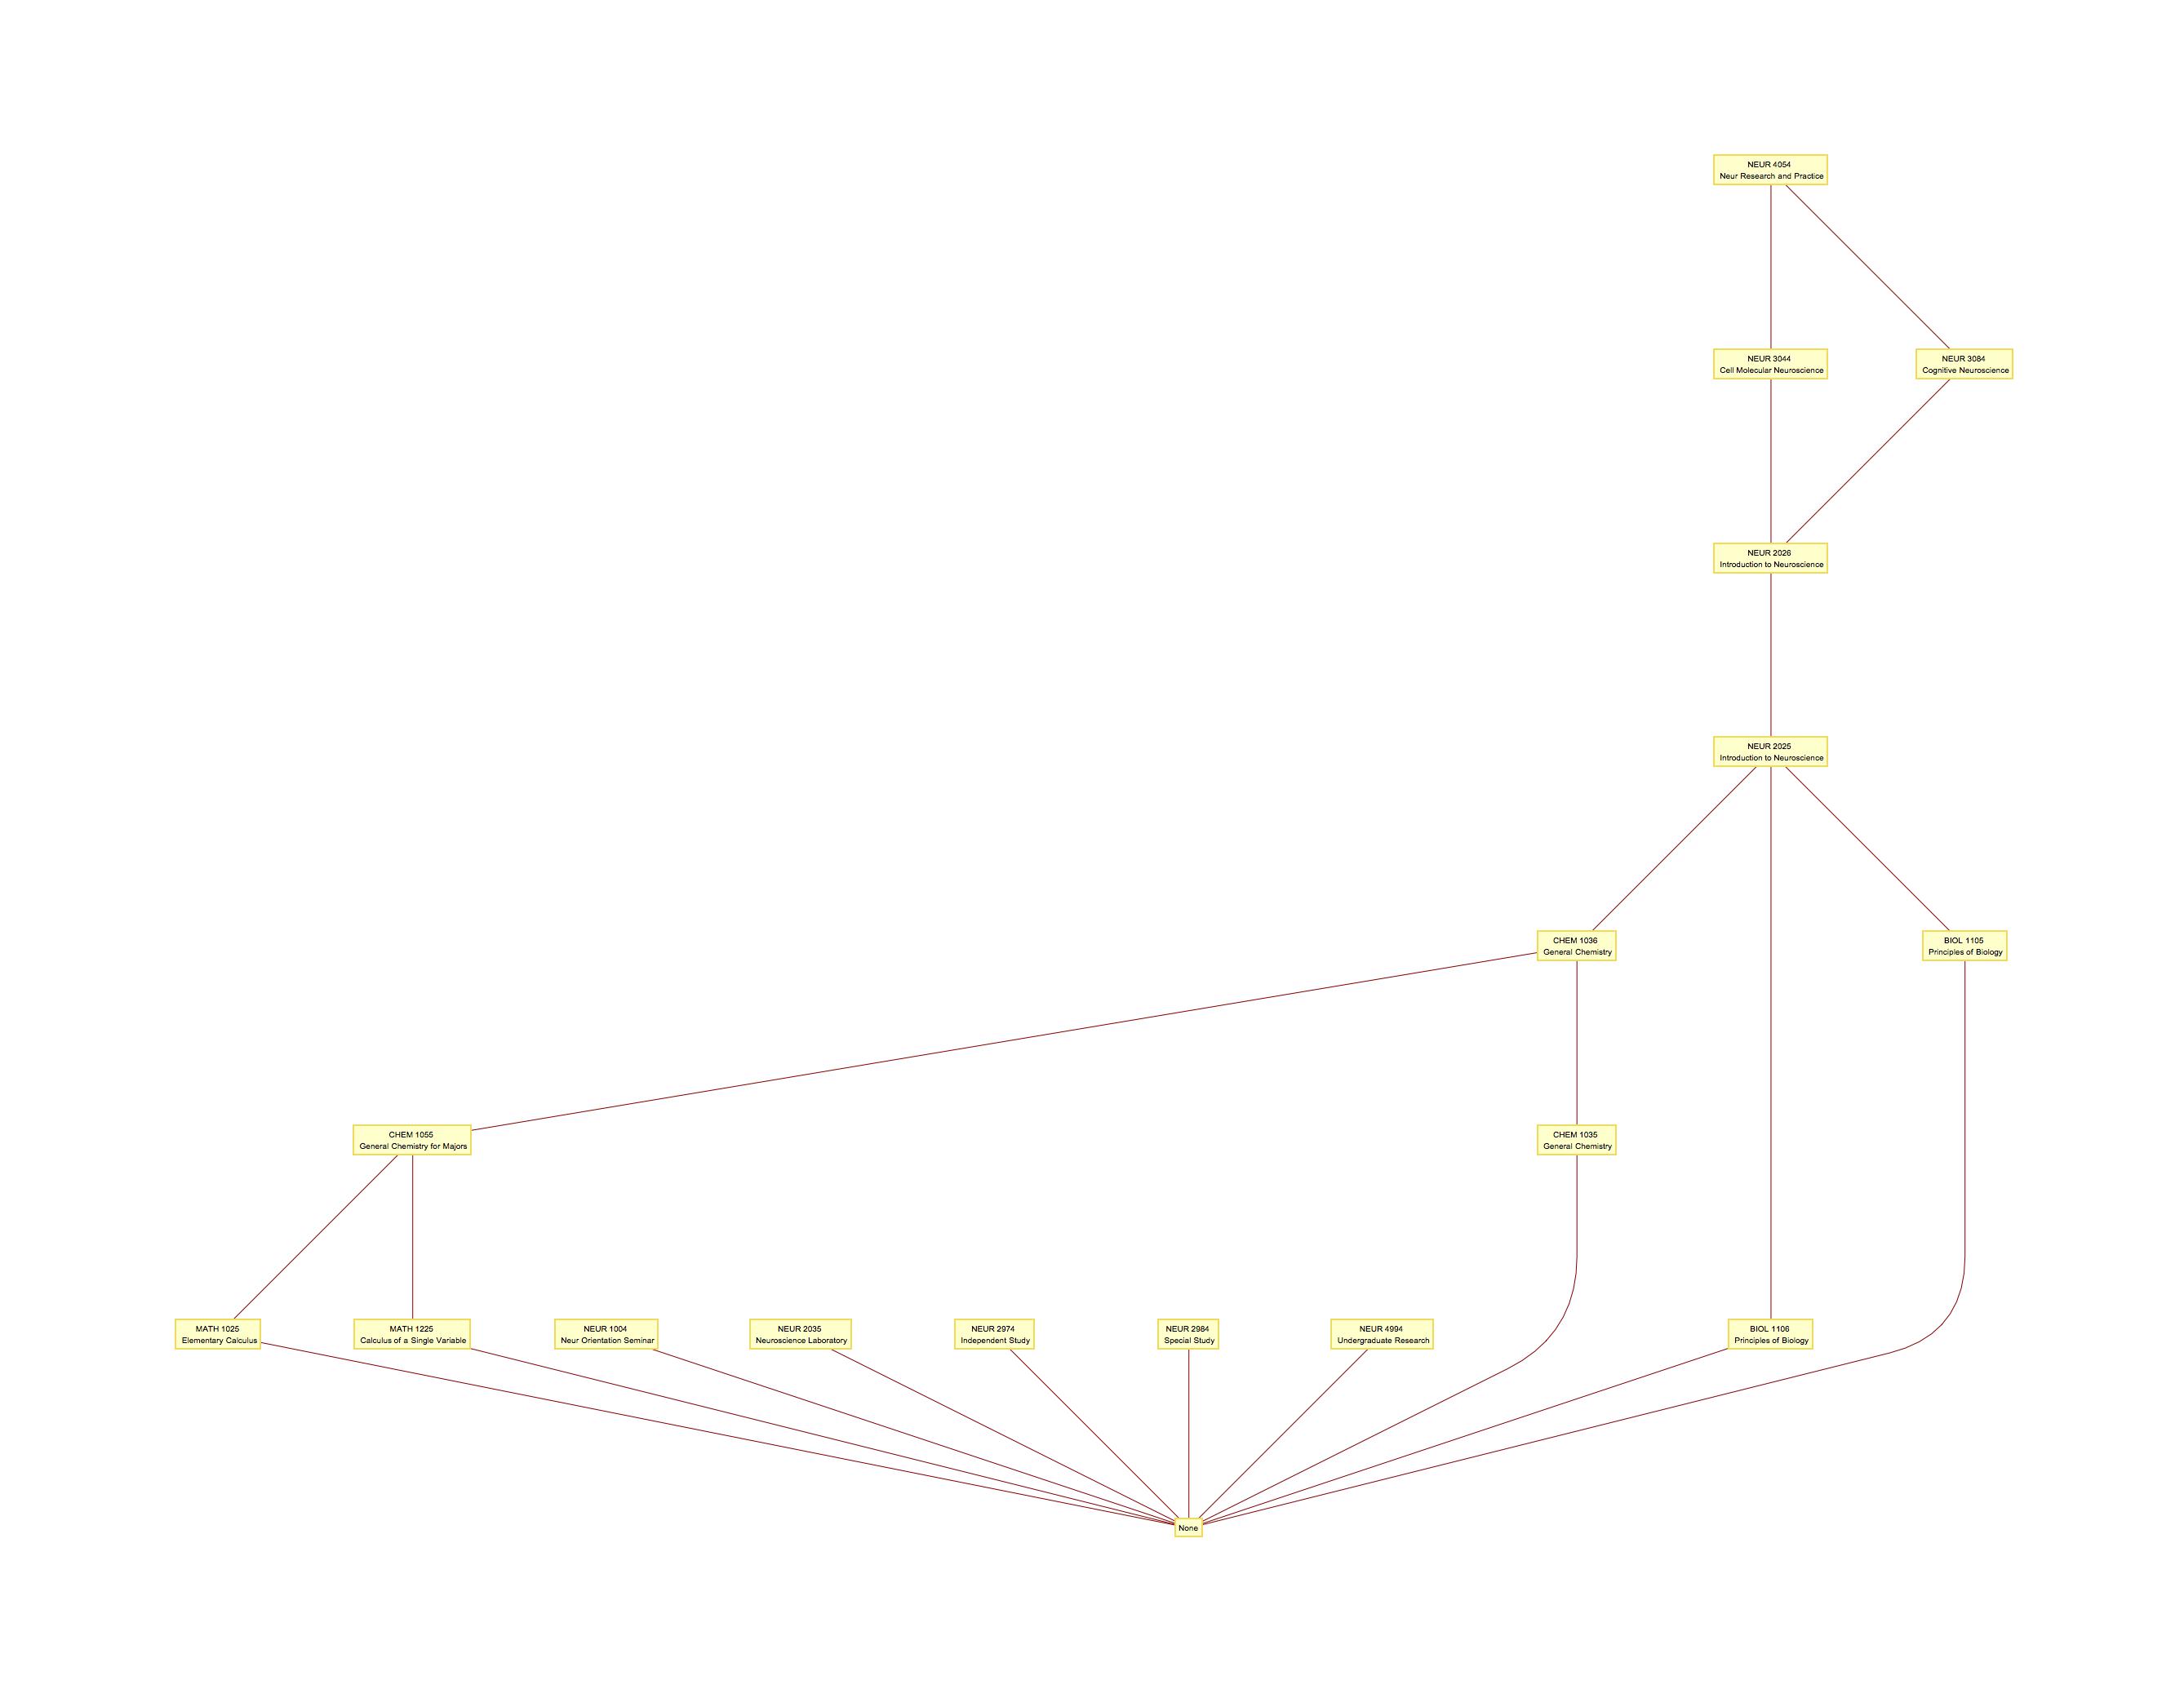 NEUR 4054
Neur Research and Practice
NEUR 3044
Cell Molecular Neuroscience
NEUR 3084
Cognitive Neuroscience
NEUR 2026
Introduction to Neuroscience
NEUR 2025
Introduction to Neuroscience
CHEM 1036
General Chemistry
BIOL 1105
Principles of Biology
CHEM 1055
General Chemistry for Majors
CHEM 1035
General Chemistry
MATH 1025
Elementary Calculus
MATH 1225
Calculus of a Single Variable
NEUR 1004
Neur Orientation Seminar
NEUR 2035
Neuroscience Laboratory
NEUR 2974
Independent Study
NEUR 2984
Special Study
NEUR 4994
Undergraduate Research
BIOL 1106
Principles of Biology
None